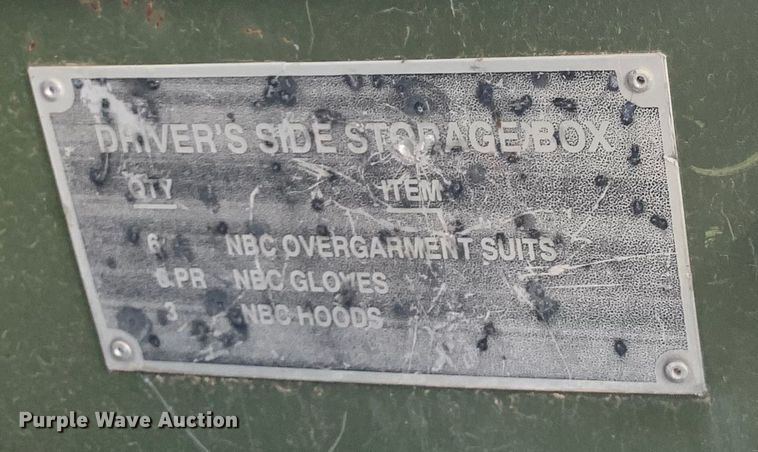 DRIVER'S SIDE STORAGE BOX
QTY ITEM
6 NBC OVERGARMENT SUITS
PR NBC GLOVES
3 NBC HOODS
Purple Wave Auction